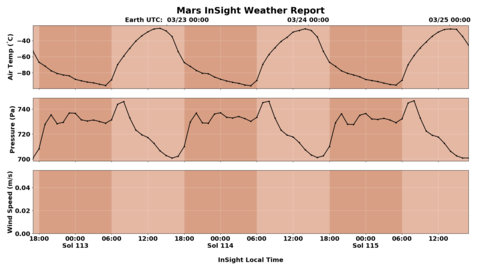 Mars InSight Weather Report
Earth UTC: 03/23 00:00 03/24 00:00 03/25 00:00
Air Temp (°C)
−40
−60
−80
Pressure (Pa)
740
720
700
Wind Speed (m/s)
0.04
0.02
0.00
18:00 00:00 06:00 12:00 18:00 00:00 06:00 12:00 18:00 00:00 06:00 12:00
Sol 113 Sol 114 Sol 115
InSight Local Time